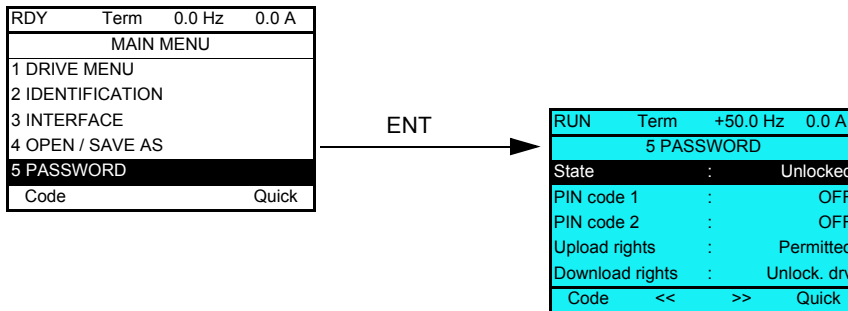 RDY Term 0.0 Hz 0.0 A
MAIN MENU
1 DRIVE MENU
2 IDENTIFICATION
3 INTERFACE
4 OPEN / SAVE AS
5 PASSWORD
Code Quick
ENT
RUN Term +50.0 Hz 0.0 A
5 PASSWORD
State : Unlocked
PIN code 1 : OFF
PIN code 2 : OFF
Upload rights : Permitted
Download rights : Unlock. drv
Code << >> Quick